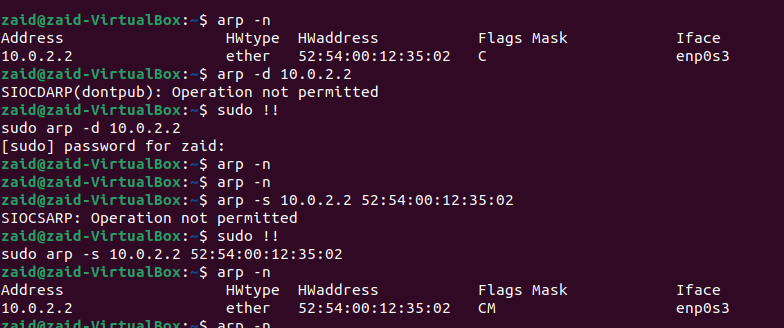 zaid@zaid-VirtualBox:~$ arp -n
Address                  HWtype  HWaddress           Flags Mask            Iface
10.0.2.2                 ether   52:54:00:12:35:02   C                     enp0s3
zaid@zaid-VirtualBox:~$ arp -d 10.0.2.2
SIOCDARP(dontpub): Operation not permitted
zaid@zaid-VirtualBox:~$ sudo !!
sudo arp -d 10.0.2.2
[sudo] password for zaid:
zaid@zaid-VirtualBox:~$ arp -n
zaid@zaid-VirtualBox:~$ arp -n
zaid@zaid-VirtualBox:~$ arp -s 10.0.2.2 52:54:00:12:35:02
SIOCSARP: Operation not permitted
zaid@zaid-VirtualBox:~$ sudo !!
sudo arp -s 10.0.2.2 52:54:00:12:35:02
zaid@zaid-VirtualBox:~$ arp -n
Address                  HWtype  HWaddress           Flags Mask            Iface
10.0.2.2                 ether   52:54:00:12:35:02   CM                    enp0s3
zaid@zaid-VirtualBox:~$ arp -n